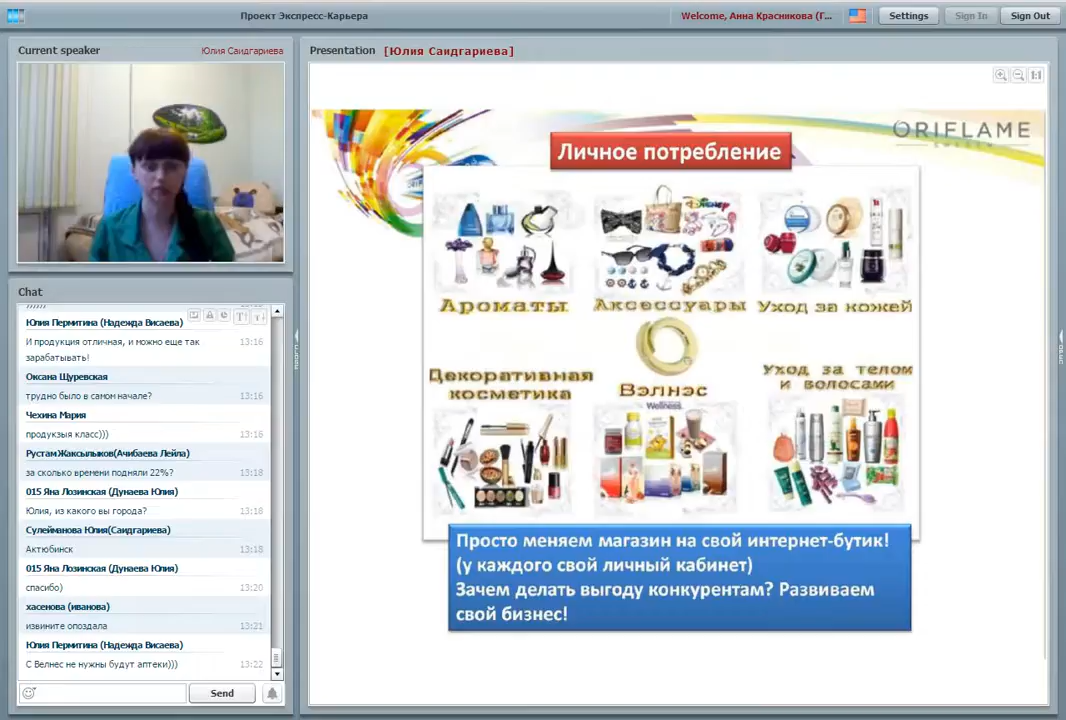 Проект Экспресс-Карьера
Welcome, Анна Краснякова (Г...
Settings
Sign In
Sign Out
Current speaker
Юлия Саидгариева
Presentation
[Юлия Саидгариева]
1:1
ORIFLAME
SWEDEN
Личное потребление
Disney
Ароматы
Аксессуары
Уход за кожей
Декоративная
косметика
Вэлнэс
Wellness.
Уход за телом
и волосами
Просто меняем магазин на свой интернет-бутик!
(у каждого свой личный кабинет)
Зачем делать выгоду конкурентам? Развиваем
свой бизнес!
Chat
Юлия Пермитина (Надежда Висаева)
И продукция отличная, и можно еще так 13:16
зарабатывать!
Оксана Щуревская
трудно было в самом начале? 13:16
Чехина Мария
продукзыя класс))) 13:16
РустамЖаксылыков(Ачибаева Лейла)
за сколько времени подняли 22%? 13:18
015 Яна Лозинская (Дунаева Юлия)
Юлия, из какого вы города? 13:18
Сулейманова Юлия(Саидгариева)
Актюбинск 13:18
015 Яна Лозинская (Дунаева Юлия)
спасибо) 13:20
хасенова (иванова)
извините опоздала 13:21
Юлия Пермитина (Надежда Висаева)
С Велнес не нужны будут аптеки))) 13:22
Send